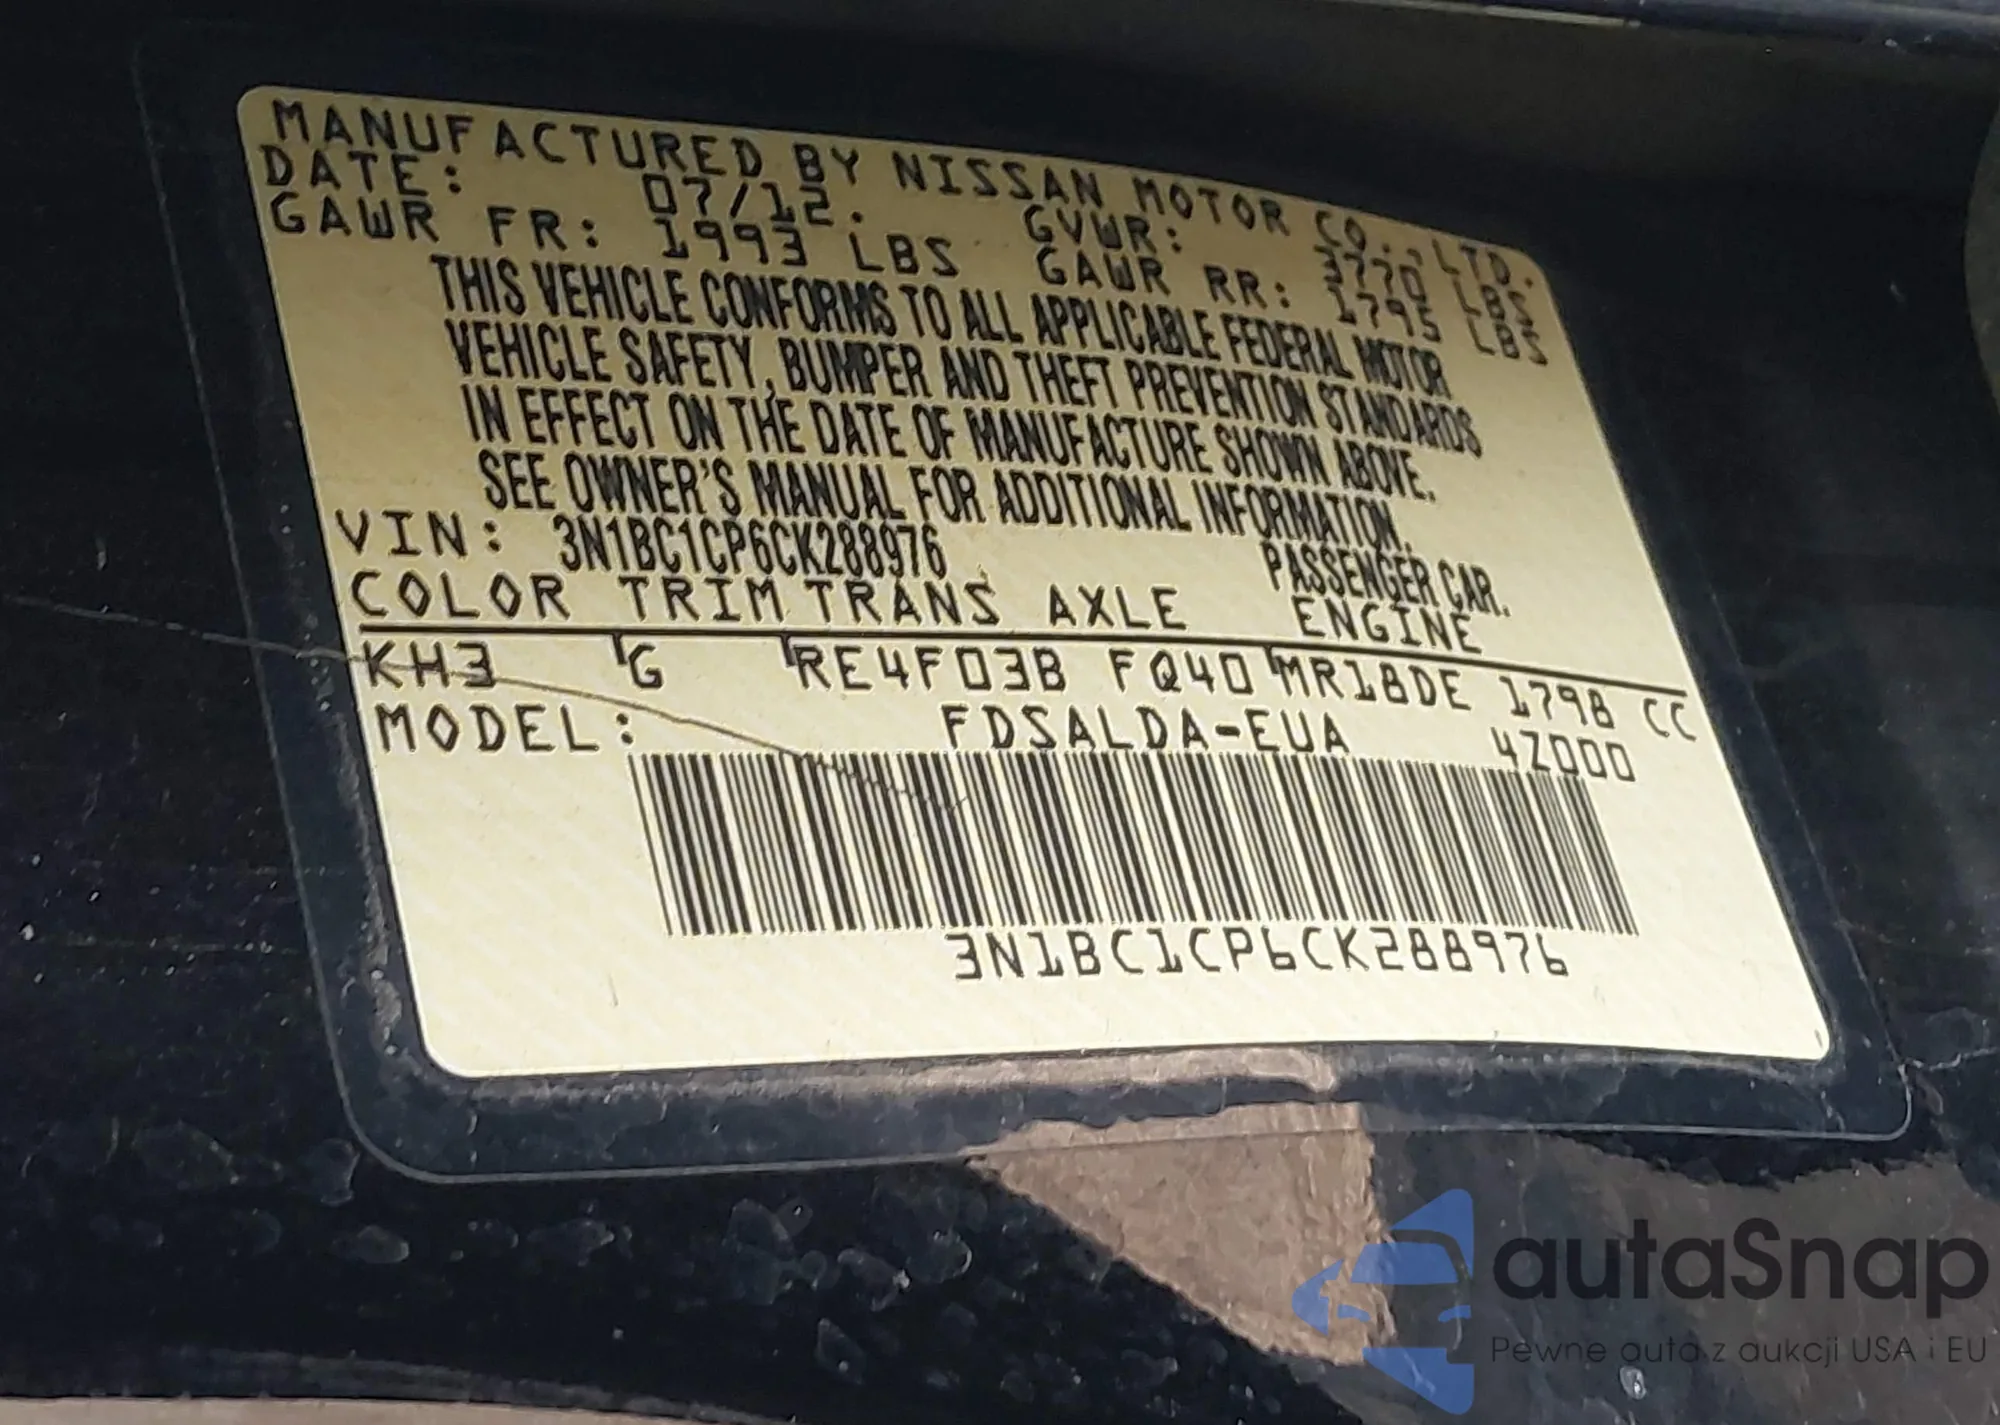 MANUFACTURED BY NISSAN MOTOR CO.,LTD.
DATE: 07/12. GVWR: 3770 LBS
GAWR FR: 1993 LBS GAWR RR: 1795 LBS
THIS VEHICLE CONFORMS TO ALL APPLICABLE FEDERAL MOTOR
VEHICLE SAFETY, BUMPER AND THEFT PREVENTION STANDARDS
IN EFFECT ON THE DATE OF MANUFACTURE SHOWN ABOVE.
SEE OWNER'S MANUAL FOR ADDITIONAL INFORMATION.
VIN: 3N1BC1CP6CK288976 PASSENGER CAR.
COLOR TRIM TRANS AXLE ENGINE
KH3 G RE4F03B FQ40 MR18DE 1798 CC
MODEL: FDSALDA-EUA 4Z000
3N1BC1CP6CK288976
autaSnap
Pewne auta z aukcji USA i EU